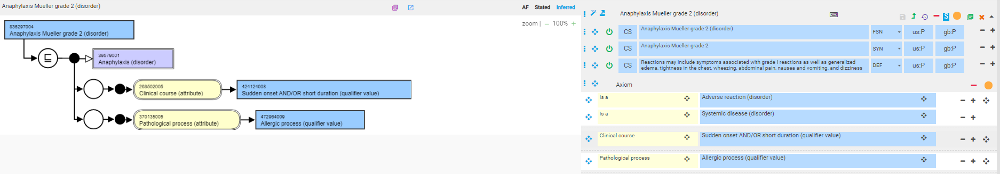 Anaphylaxis Mueller grade 2 (disorder)
AF Stated Inferred
zoom | − 100% +
836297004
Anaphylaxis Mueller grade 2 (disorder)
⊑
39579001
Anaphylaxis (disorder)
263502005
Clinical course (attribute)
424124008
Sudden onset AND/OR short duration (qualifier value)
370135005
Pathological process (attribute)
472964009
Allergic process (qualifier value)
Anaphylaxis Mueller grade 2 (disorder)
S
CS Anaphylaxis Mueller grade 2 (disorder) FSN us:P gb:P
CS Anaphylaxis Mueller grade 2 SYN us:P gb:P
CS Reactions may include symptoms associated with grade I reactions as well as generalized
edema, tightness in the chest, wheezing, abdominal pain, nausea and vomiting, and dizziness DEF us:P gb:P
Axiom
Is a Adverse reaction (disorder)
Is a Systemic disease (disorder)
Clinical course Sudden onset AND/OR short duration (qualifier value)
Pathological process Allergic process (qualifier value)